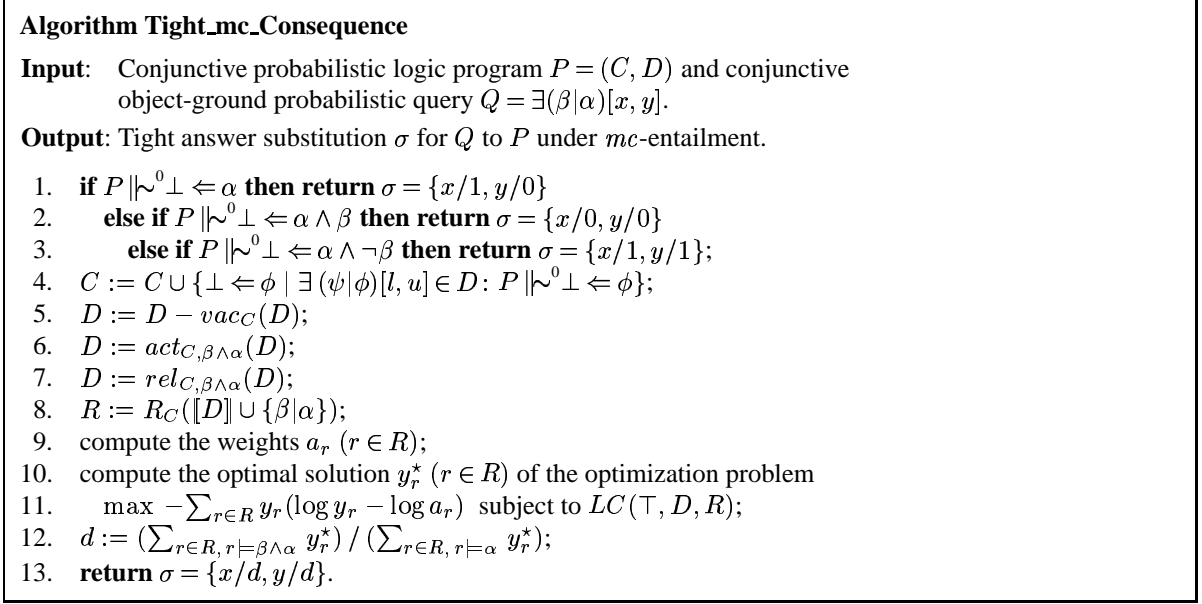 Algorithm Tight_mc_Consequence
Input: Conjunctive probabilistic logic program P = (C, D) and conjunctive
object-ground probabilistic query Q = ∃(β|α)[x, y].
Output: Tight answer substitution σ for Q to P under mc-entailment.
1. if P ∥∼⁰ ⊥ ⇐ α then return σ = {x/1, y/0}
2. else if P ∥∼⁰ ⊥ ⇐ α ∧ β then return σ = {x/0, y/0}
3. else if P ∥∼⁰ ⊥ ⇐ α ∧ ¬β then return σ = {x/1, y/1};
4. C := C ∪ {⊥ ⇐ φ | ∃ (ψ|φ)[l, u] ∈ D : P ∥∼⁰ ⊥ ⇐ φ};
5. D := D − vac_C(D);
6. D := act_{C, β∧α}(D);
7. D := rel_{C, β∧α}(D);
8. R := R_C(⟦D⟧ ∪ {β|α});
9. compute the weights a_r (r ∈ R);
10. compute the optimal solution y_r^⋆ (r ∈ R) of the optimization problem
11. max −∑_{r∈R} y_r(log y_r − log a_r) subject to LC(⊤, D, R);
12. d := (∑_{r∈R, r⊨β∧α} y_r^⋆) / (∑_{r∈R, r⊨α} y_r^⋆);
13. return σ = {x/d, y/d}.